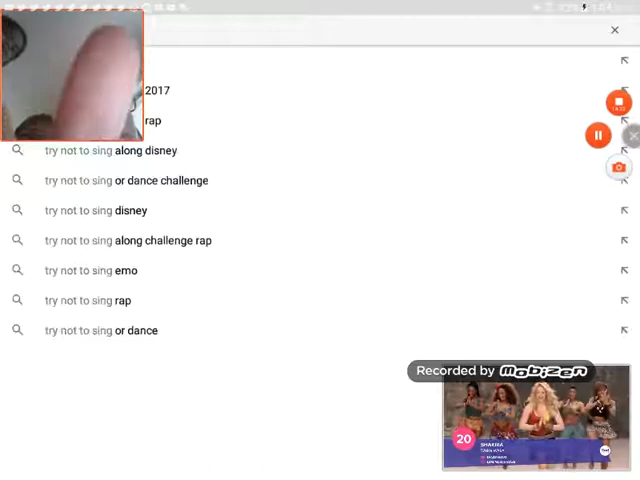 2017
rap
try not to sing along disney
try not to sing or dance challenge
try not to sing disney
try not to sing along challenge rap
try not to sing emo
try not to sing rap
try not to sing or dance
Recorded by Mobizen
20
SHAKIRA